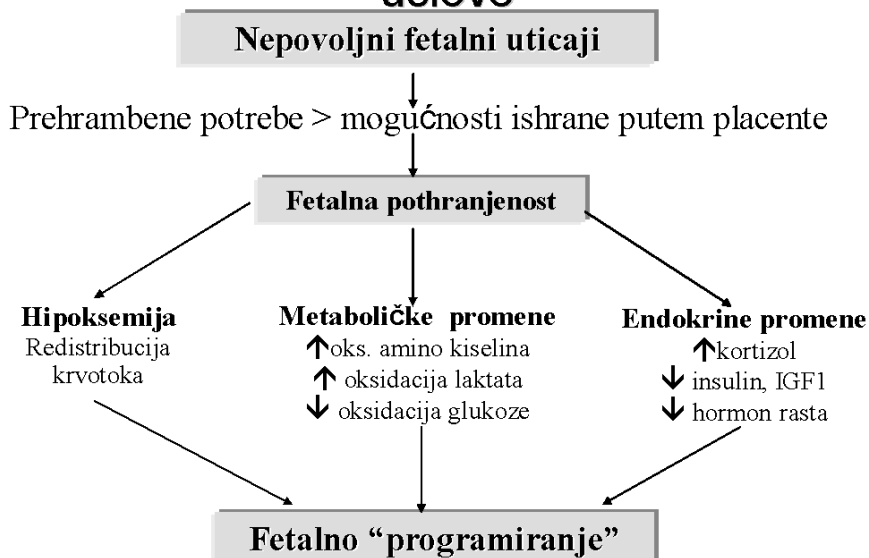 uslove
Nepovoljni fetalni uticaji
Prehrambene potrebe > mogućnosti ishrane putem placente
Fetalna pothranjenost
Hipoksemija
Redistribucija
krvotoka
Metaboličke promene
↑oks. amino kiselina
↑ oksidacija laktata
↓ oksidacija glukoze
Endokrine promene
↑kortizol
↓ insulin, IGF1
↓ hormon rasta
Fetalno “programiranje”